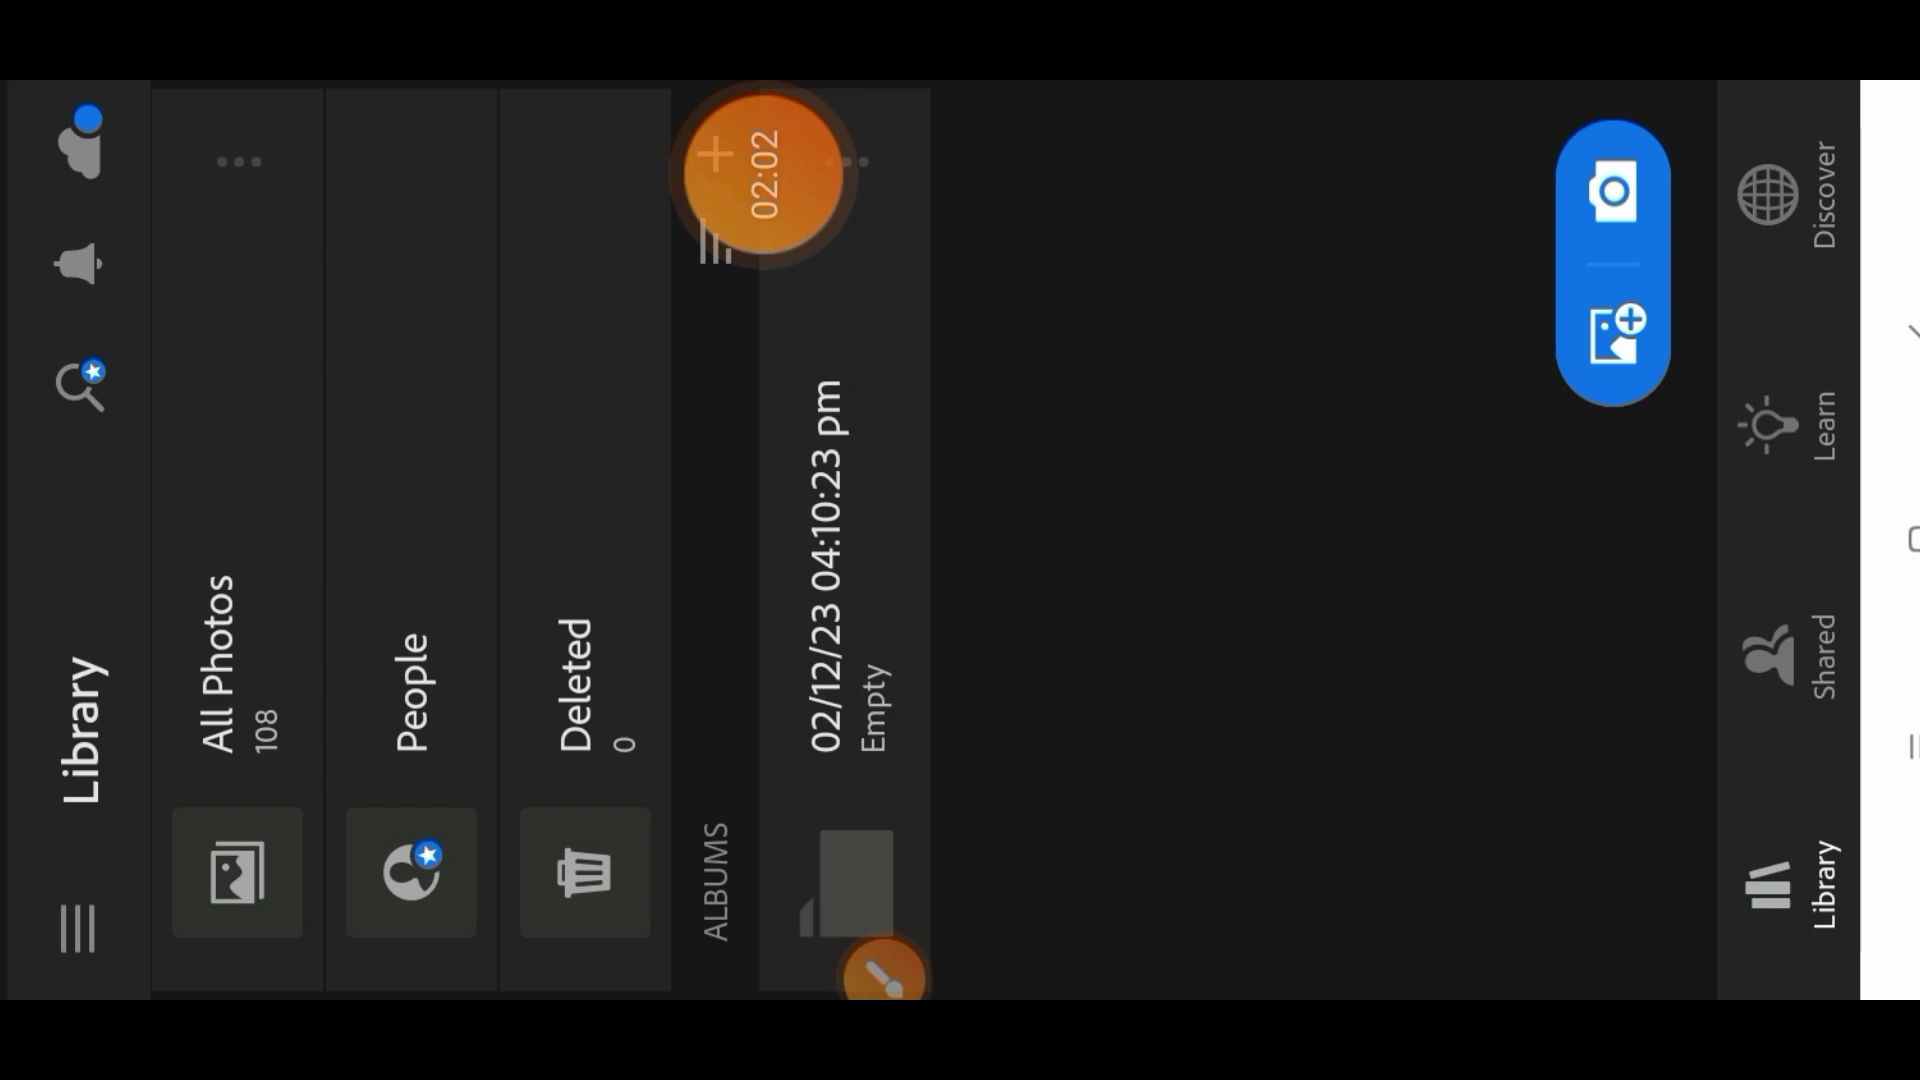 Library
All Photos
108
People
Deleted
0
ALBUMS
02:02
02/12/23 04:10:23 pm
Empty
Library
Shared
Learn
Discover